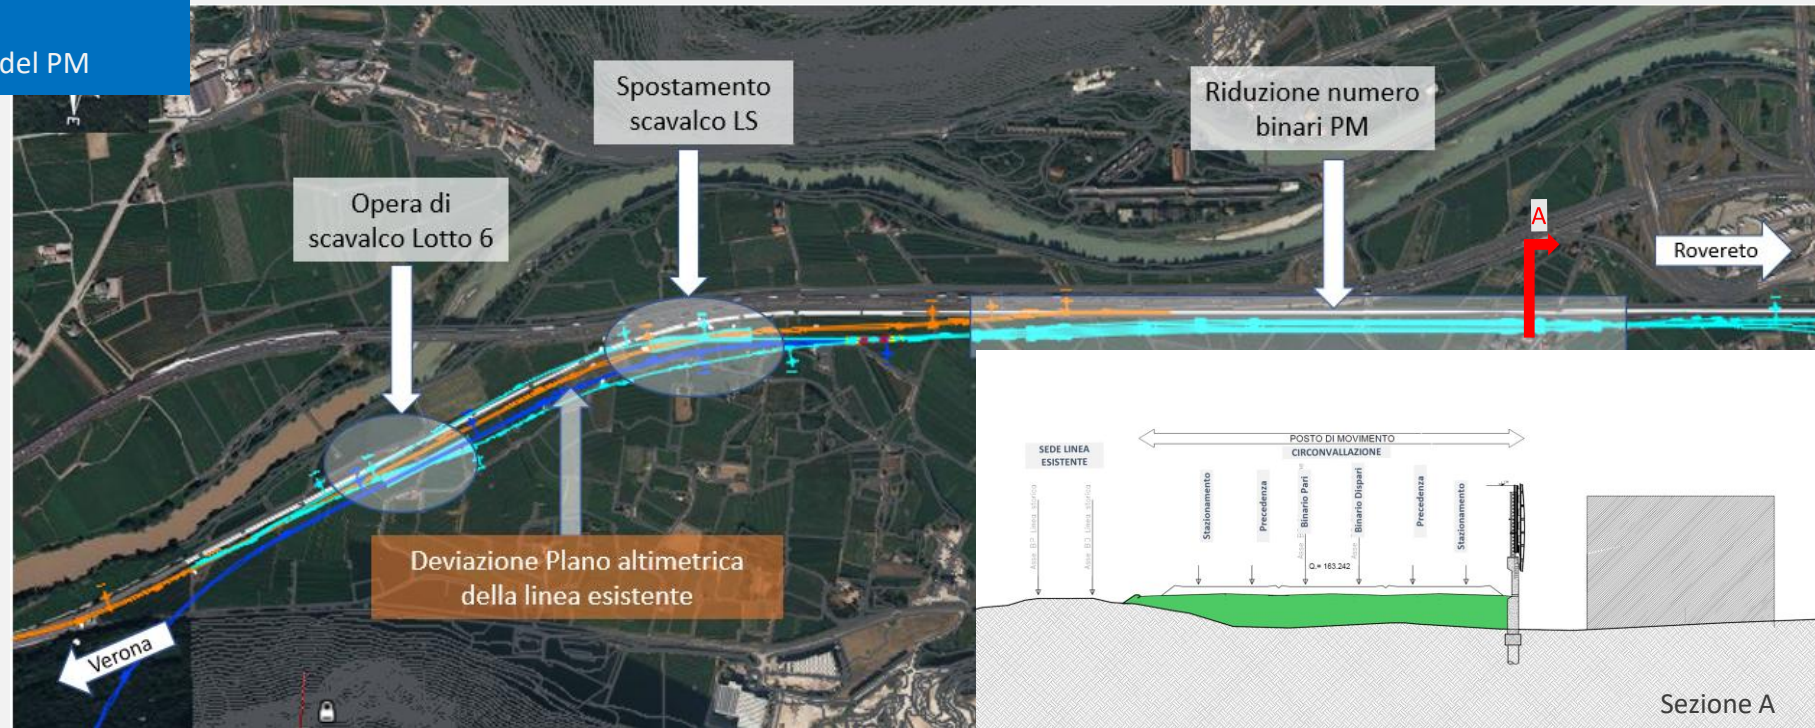 del PM
Spostamento
scavalco LS
Riduzione numero
binari PM
Opera di
scavalco Lotto 6
A
Rovereto
Deviazione Plano altimetrica
della linea esistente
Verona
POSTO DI MOVIMENTO
CIRCONVALLAZIONE
SEDE LINEA
ESISTENTE
Stazionamento
Precedenza
Binario Pari
Binario Dispari
Precedenza
Stazionamento
Q.= 163.242
Sezione A